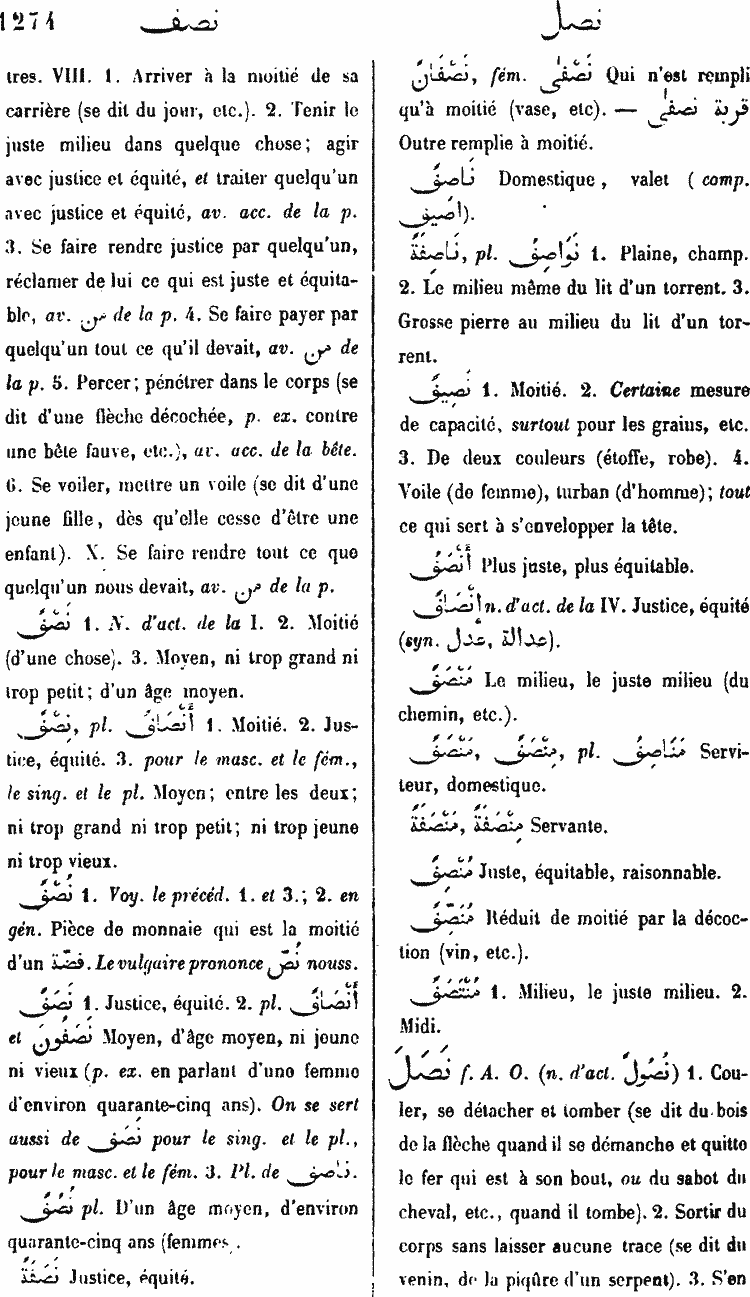 1274 نصف نصل
tres. VIII. 1. Arriver à la moitié de sa
carrière (se dit du jour, etc.). 2. Tenir le
juste milieu dans quelque chose; agir
avec justice et équité, et traiter quelqu'un
avec justice et équité, av. acc. de la p.
3. Se faire rendre justice par quelqu'un,
réclamer de lui ce qui est juste et équita-
ble, av. من de la p. 4. Se faire payer par
quelqu'un tout ce qu'il devait, av. من de
la p. 5. Percer; pénétrer dans le corps (se
dit d'une flèche décochée, p. ex. contre
une bête fauve, etc.), av. acc. de la bête.
6. Se voiler, mettre un voile (se dit d'une
jeune fille, dès qu'elle cesse d'être une
enfant). X. Se faire rendre tout ce que
quelqu'un nous devait, av. من de la p.
نَصْفٌ 1. N. d'act. de la I. 2. Moitié
(d'une chose). 3. Moyen, ni trop grand ni
trop petit; d'un âge moyen.
نِصْفٌ, pl. أَنْصَافٌ 1. Moitié. 2. Jus-
tice, équité. 3. pour le masc. et le fém.,
le sing. et le pl. Moyen; entre les deux;
ni trop grand ni trop petit; ni trop jeune
ni trop vieux.
نُصْفٌ 1. Voy. le précéd. 1. et 3.; 2. en
gén. Pièce de monnaie qui est la moitié
d'un فضّة. Le vulgaire prononce نُصّ nouss.
نَصَفٌ 1. Justice, équité. 2. pl. أَنْصَافٌ
et نَصَفُونَ Moyen, d'âge moyen, ni jeune
ni vieux (p. ex. en parlant d'une femme
d'environ quarante-cinq ans). On se sert
aussi de نصف pour le sing. et le pl.,
pour le masc. et le fém. 3. Pl. de ناصف.
نُصُفٌ pl. D'un âge moyen, d'environ
quarante-cinq ans (femmes.
نَصَفَةٌ Justice, équité.
نَصْفَانُ, fém. نَصْفَى Qui n'est rempli
qu'à moitié (vase, etc). — قربة نصفى
Outre remplie à moitié.
نَاصِفٌ Domestique, valet (comp.
اضيف).
نَاصِفَةٌ, pl. نَوَاصِفُ 1. Plaine, champ.
2. Le milieu même du lit d'un torrent. 3.
Grosse pierre au milieu du lit d'un tor-
rent.
نَصِيفٌ 1. Moitié. 2. Certaine mesure
de capacité, surtout pour les grains, etc.
3. De deux couleurs (étoffe, robe). 4.
Voile (de femme), turban (d'homme); tout
ce qui sert à s'envelopper la tête.
أَنْصَفُ Plus juste, plus équitable.
إِنْصَافٌ n. d'act. de la IV. Justice, équité
(syn. عدل, عدالة).
مَنْصَفٌ Le milieu, le juste milieu (du
chemin, etc.).
مَنْصَفٌ, مِنْصَفٌ, pl. مَنَاصِفُ Servi-
teur, domestique.
مَنْصَفَةٌ, مِنْصَفَةٌ Servante.
مُنْصِفٌ Juste, équitable, raisonnable.
مُنَصَّفٌ Réduit de moitié par la décoc-
tion (vin, etc.).
مُنْتَصَفٌ 1. Milieu, le juste milieu. 2.
Midi.
نَصَلَ f. A. O. (n. d'act. نُصُولٌ) 1. Cou-
ler, se détacher et tomber (se dit du bois
de la flèche quand il se démanche et quitte
le fer qui est à son bout, ou du sabot du
cheval, etc., quand il tombe). 2. Sortir du
corps sans laisser aucune trace (se dit du
venin, de la piqûre d'un serpent). 3. S'en